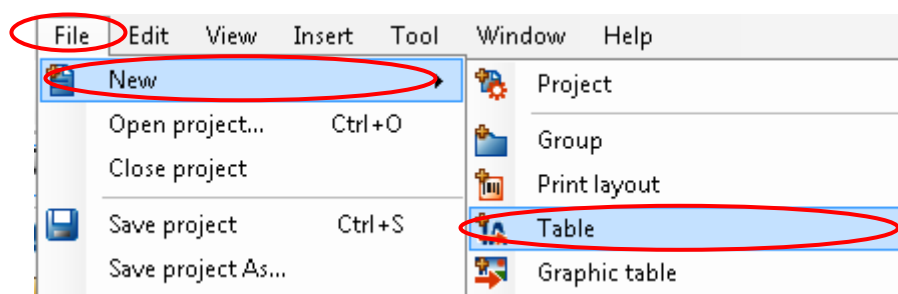 File Edit View Insert Tool Window Help
New
Project
Open project... Ctrl+O
Group
Close project
Print layout
Save project Ctrl+S
Table
Save project As...
Graphic table